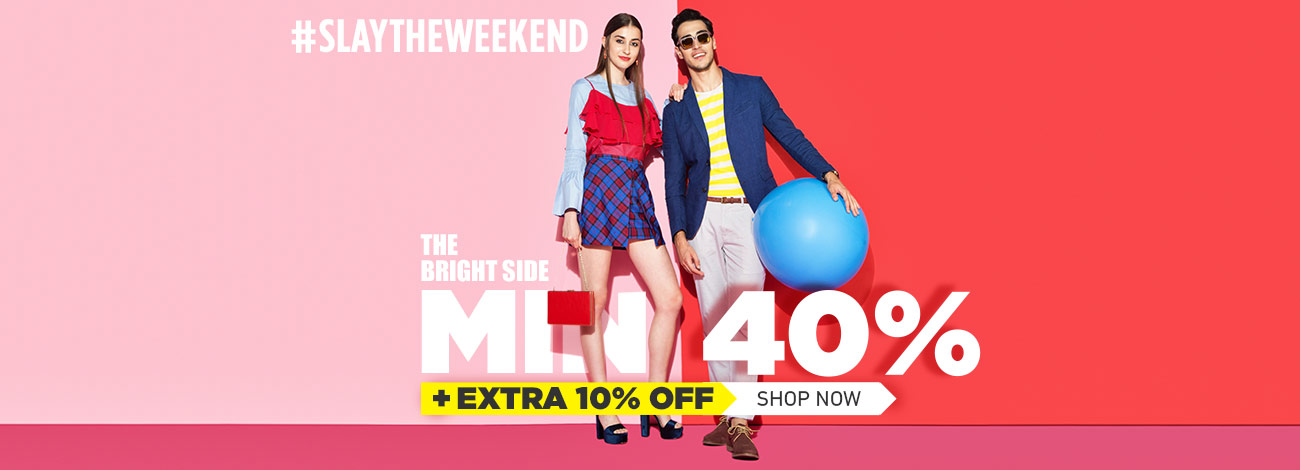 #SLAYTHEWEEKEND
THE
BRIGHT SIDE
MIN 40%
+ EXTRA 10% OFF SHOP NOW